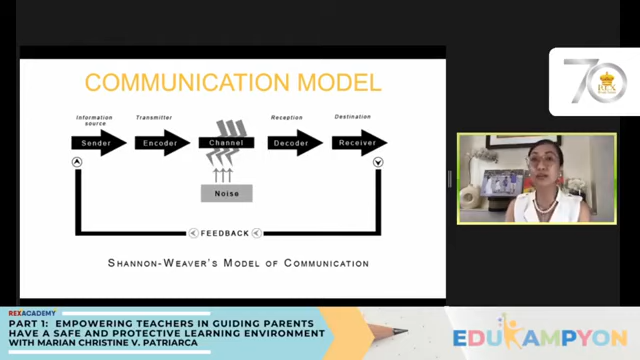 COMMUNICATION MODEL
Information source
Transmitter
Reception
Destination
Sender
Encoder
Channel
Decoder
Receiver
Noise
FEEDBACK
SHANNON-WEAVER'S MODEL OF COMMUNICATION
70
REX
REXACADEMY
PART 1: EMPOWERING TEACHERS IN GUIDING PARENTS
HAVE A SAFE AND PROTECTIVE LEARNING ENVIRONMENT
WITH MARIAN CHRISTINE V. PATRIARCA
EDUKAMPYON